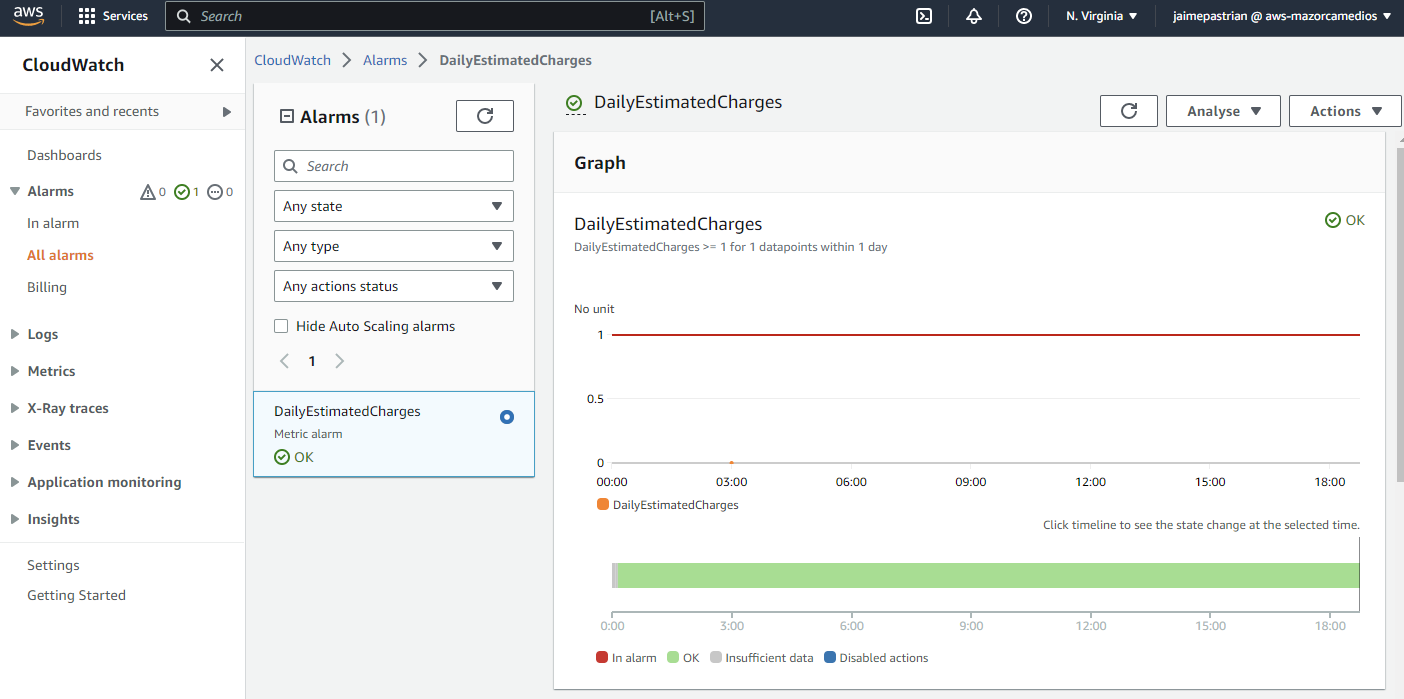 aws
Services
Search
[Alt+S]
N. Virginia
jaimepastrian @ aws-mazorcamedios
CloudWatch
Favorites and recents
Dashboards
Alarms
0
1
0
In alarm
All alarms
Billing
Logs
Metrics
X-Ray traces
Events
Application monitoring
Insights
Settings
Getting Started
CloudWatch
Alarms
DailyEstimatedCharges
Alarms (1)
Search
Any state
Any type
Any actions status
Hide Auto Scaling alarms
1
DailyEstimatedCharges
Metric alarm
OK
DailyEstimatedCharges
Analyse
Actions
Graph
DailyEstimatedCharges
OK
DailyEstimatedCharges >= 1 for 1 datapoints within 1 day
No unit
1
0.5
0
00:00 03:00 06:00 09:00 12:00 15:00 18:00
DailyEstimatedCharges
Click timeline to see the state change at the selected time.
0:00 3:00 6:00 9:00 12:00 15:00 18:00
In alarm OK Insufficient data Disabled actions